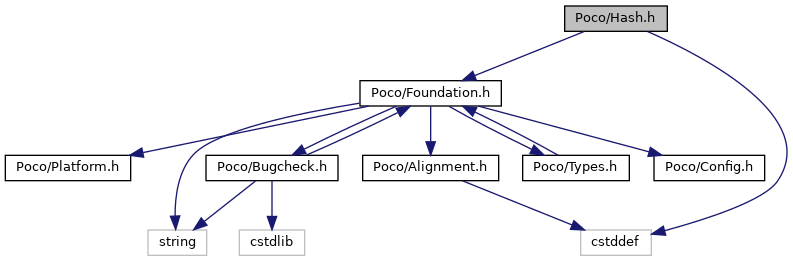 Poco/Hash.h
Poco/Foundation.h
Poco/Platform.h
Poco/Bugcheck.h
Poco/Alignment.h
Poco/Types.h
Poco/Config.h
string
cstdlib
cstddef